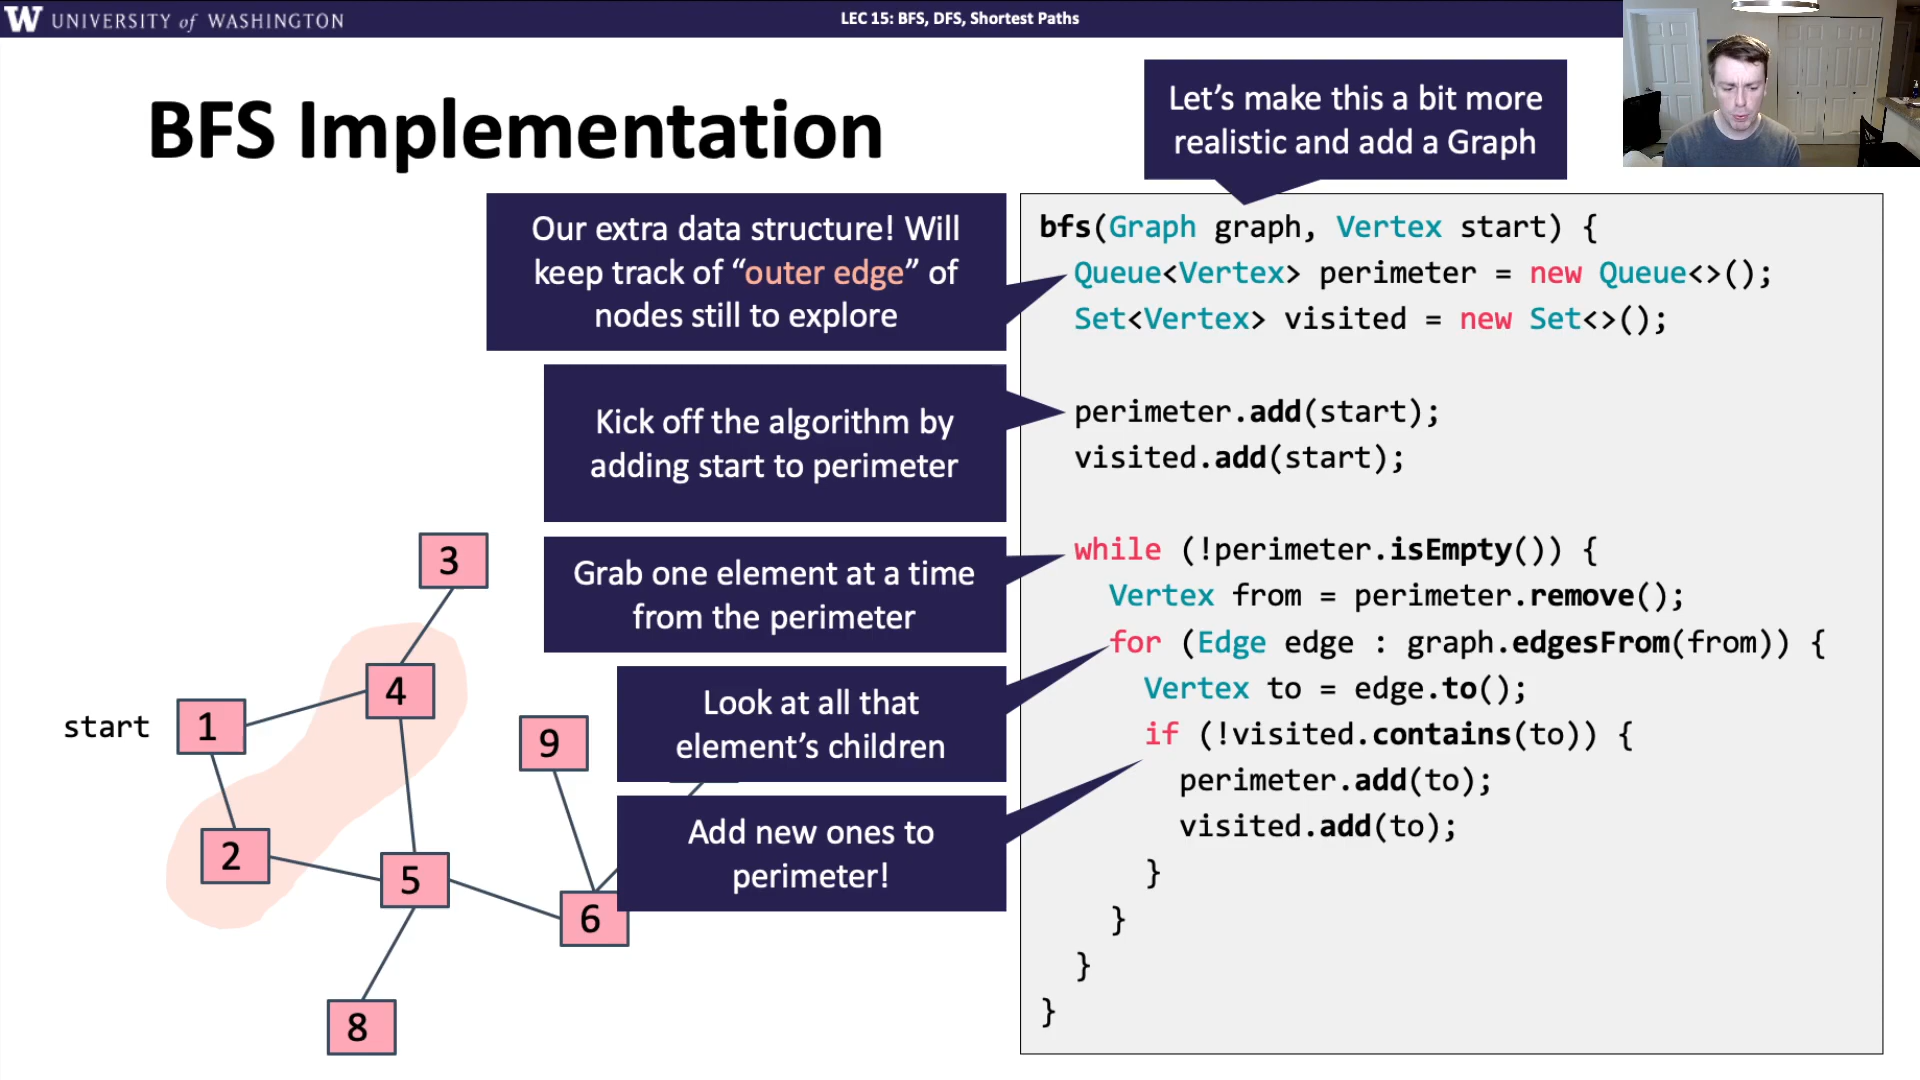 W UNIVERSITY of WASHINGTON
LEC 15: BFS, DFS, Shortest Paths
BFS Implementation
Let's make this a bit more
realistic and add a Graph
Our extra data structure! Will
keep track of “outer edge” of
nodes still to explore
Kick off the algorithm by
adding start to perimeter
Grab one element at a time
from the perimeter
Look at all that
element's children
Add new ones to
perimeter!
bfs(Graph graph, Vertex start) {
Queue<Vertex> perimeter = new Queue<>();
Set<Vertex> visited = new Set<>();
perimeter.add(start);
visited.add(start);
while (!perimeter.isEmpty()) {
Vertex from = perimeter.remove();
for (Edge edge : graph.edgesFrom(from)) {
Vertex to = edge.to();
if (!visited.contains(to)) {
perimeter.add(to);
visited.add(to);
}
}
}
}
3
4
start
1
9
2
5
6
8